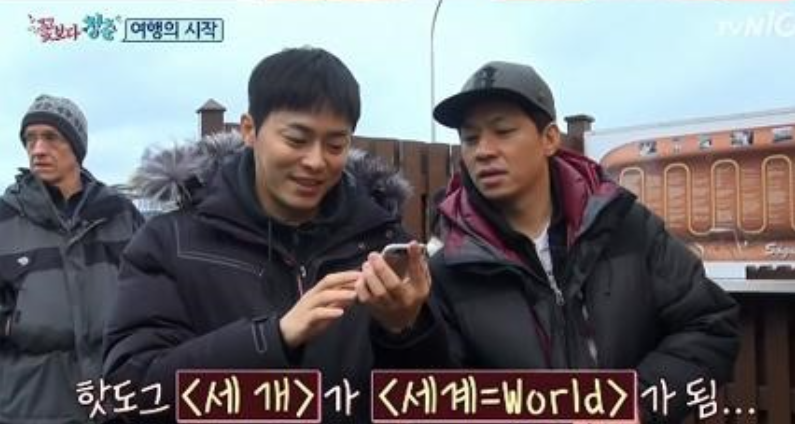 꽃보다 청춘 여행의 시작
tvN
핫도그 <세 개>가 <세계=World>가 됨...